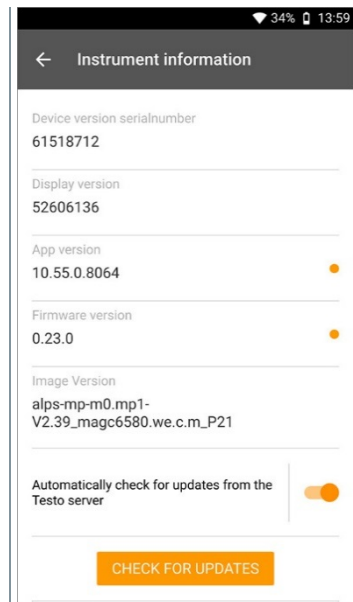 34% 13:59
Instrument information
Device version serialnumber
61518712
Display version
52606136
App version
10.55.0.8064
Firmware version
0.23.0
Image Version
alps-mp-m0.mp1-
V2.39_magc6580.we.c.m_P21
Automatically check for updates from the
Testo server
CHECK FOR UPDATES